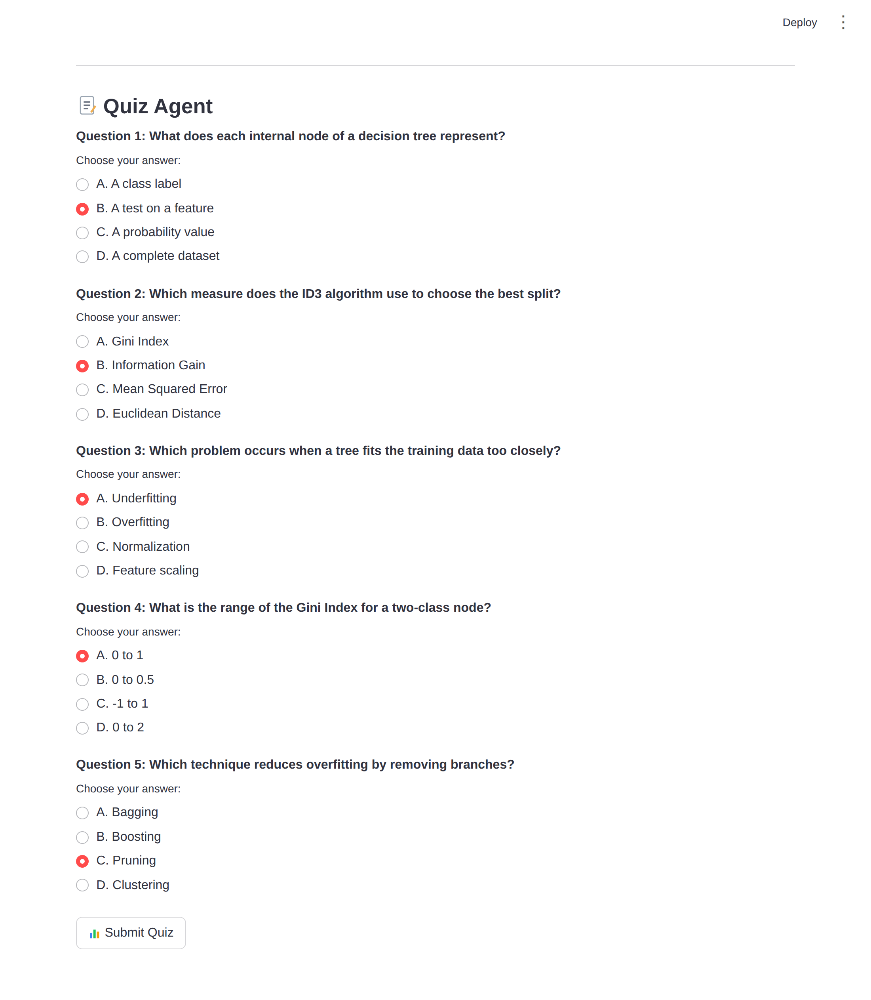 Deploy
Quiz Agent
Question 1: What does each internal node of a decision tree represent?
Choose your answer:
A. A class label
B. A test on a feature
C. A probability value
D. A complete dataset
Question 2: Which measure does the ID3 algorithm use to choose the best split?
Choose your answer:
A. Gini Index
B. Information Gain
C. Mean Squared Error
D. Euclidean Distance
Question 3: Which problem occurs when a tree fits the training data too closely?
Choose your answer:
A. Underfitting
B. Overfitting
C. Normalization
D. Feature scaling
Question 4: What is the range of the Gini Index for a two-class node?
Choose your answer:
A. 0 to 1
B. 0 to 0.5
C. -1 to 1
D. 0 to 2
Question 5: Which technique reduces overfitting by removing branches?
Choose your answer:
A. Bagging
B. Boosting
C. Pruning
D. Clustering
Submit Quiz